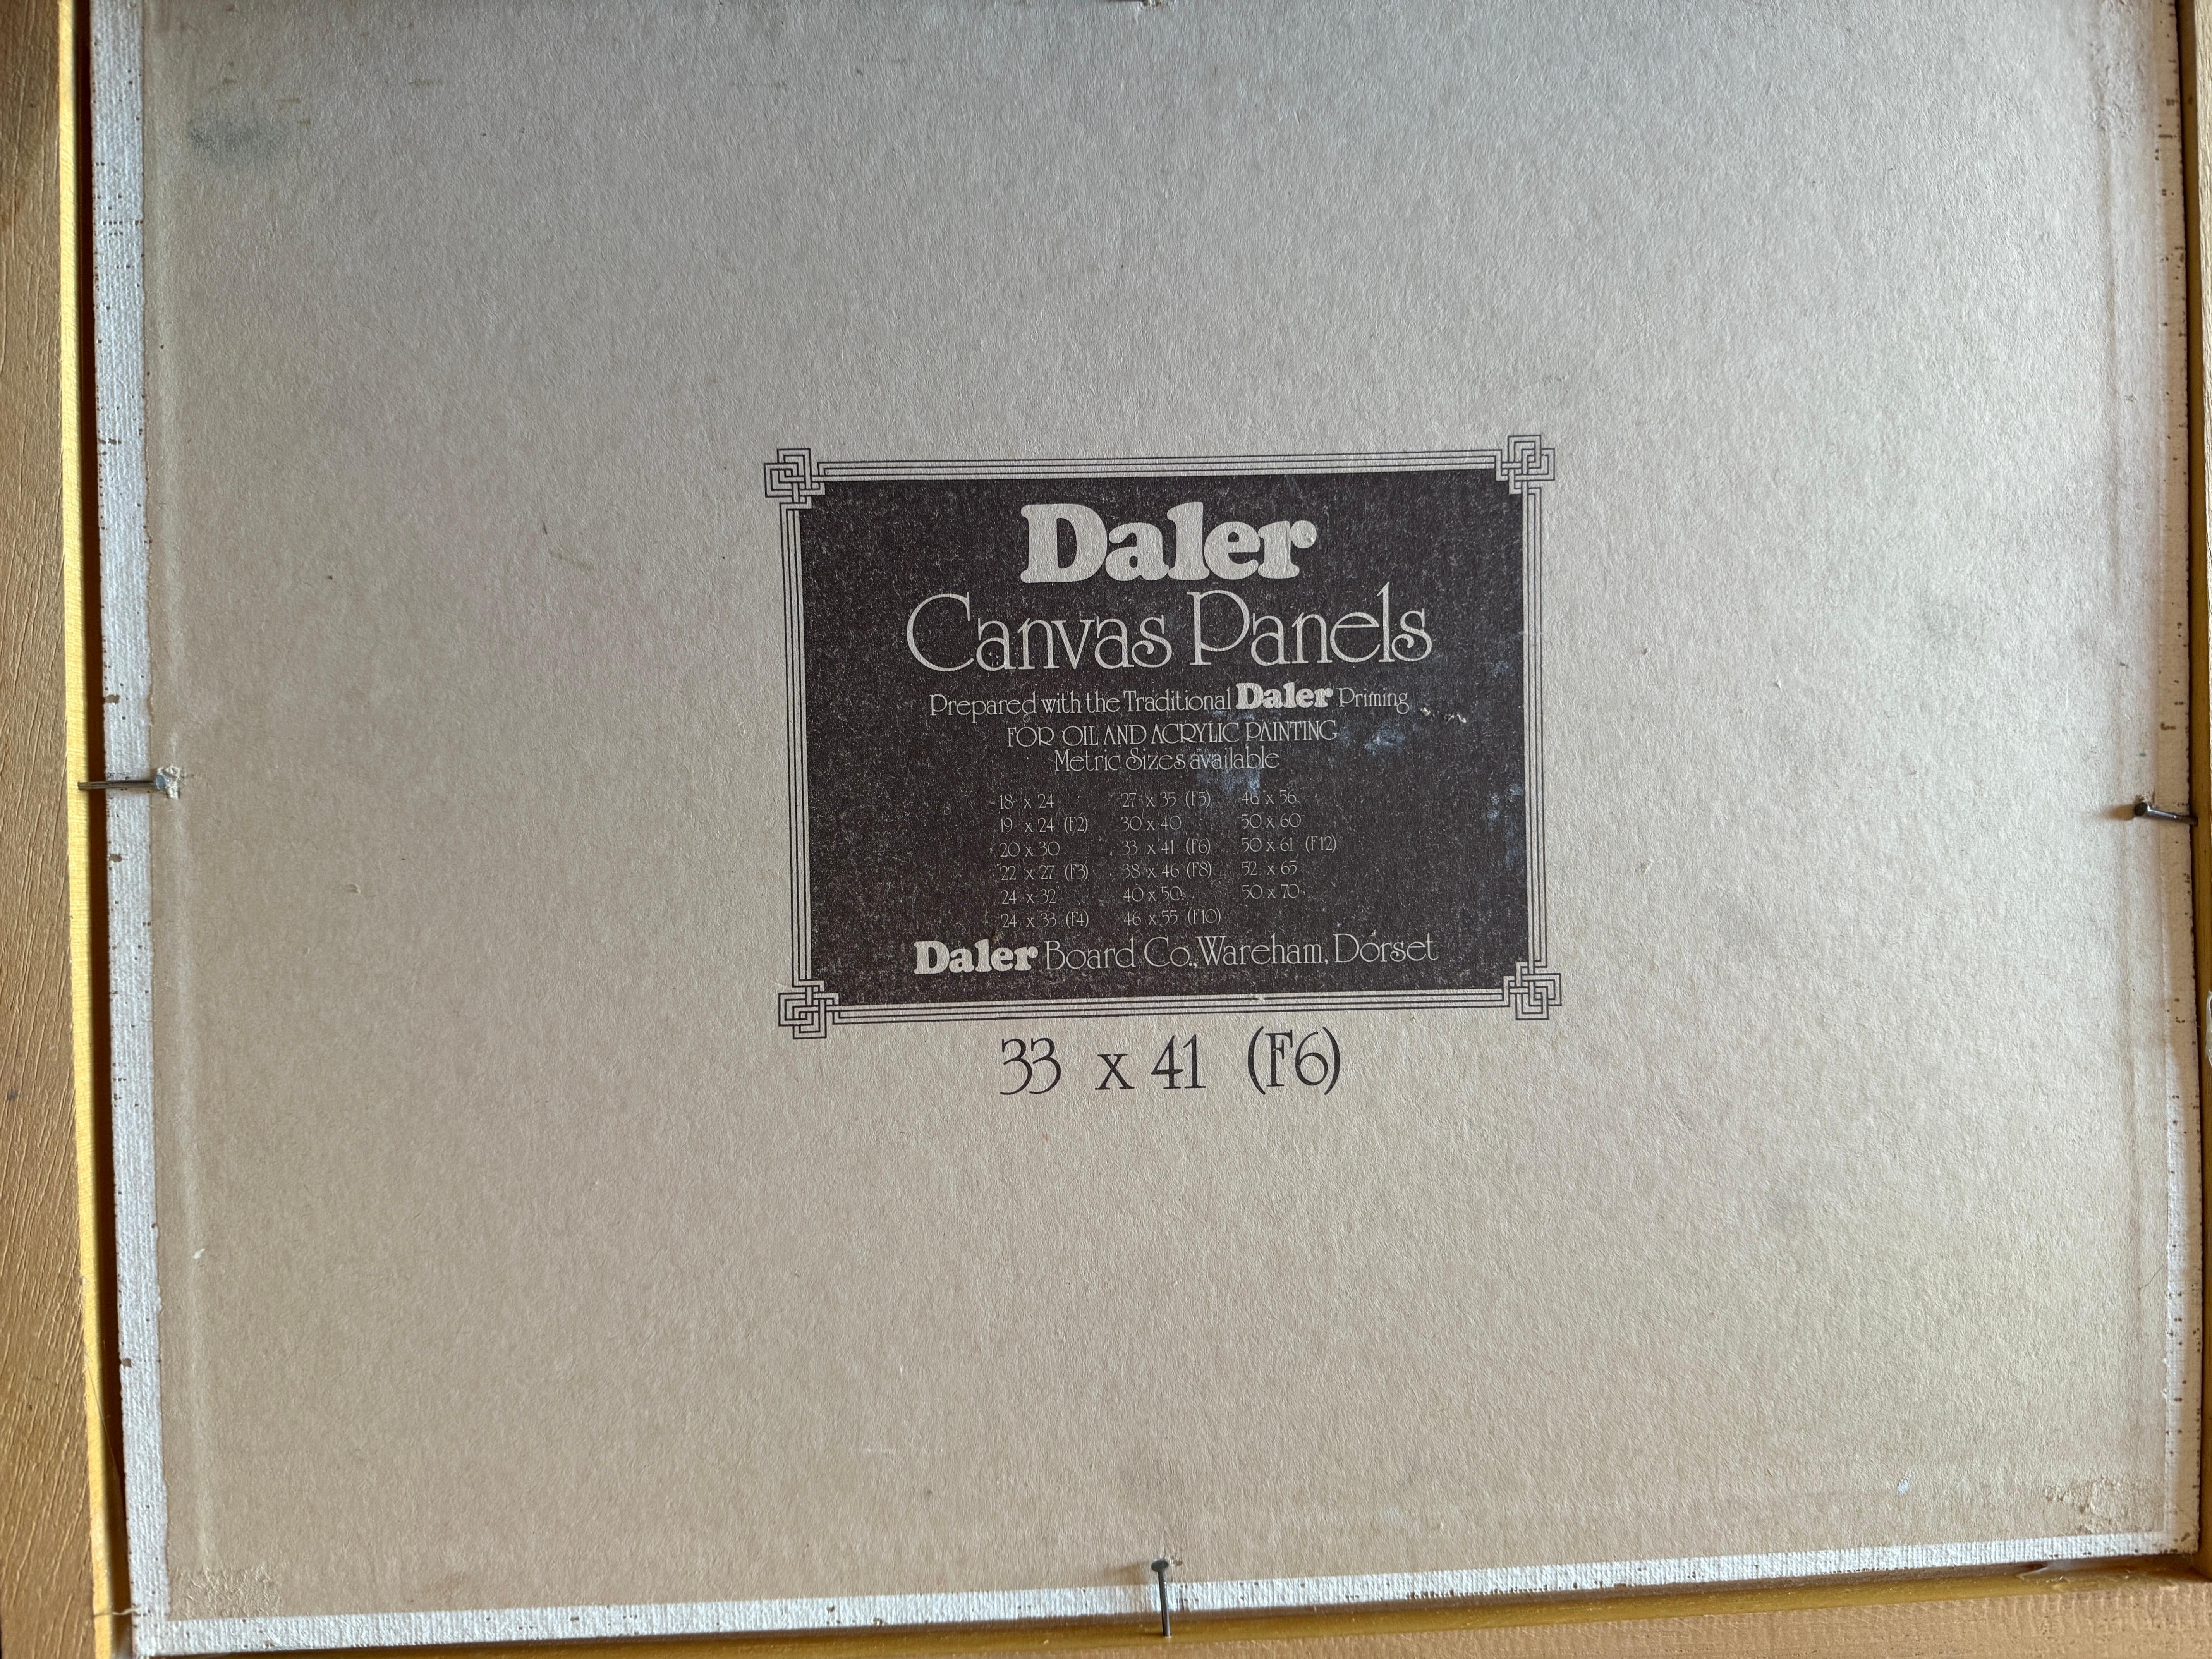 Daler
Canvas Panels
Prepared with the Traditional Daler Priming
FOR OIL AND ACRYLIC PAINTING
Metric Sizes available
18 x 24 27 x 35 (F5) 46 x 56
19 x 24 (F2) 30 x 40 50 x 60
20 x 30 33 x 41 (F6) 50 x 61 (F12)
22 x 27 (F3) 38 x 46 (F8) 52 x 65
24 x 32 40 x 50 50 x 70
24 x 33 (F4) 46 x 55 (F10)
Daler Board Co., Wareham, Dorset
33 x 41 (F6)